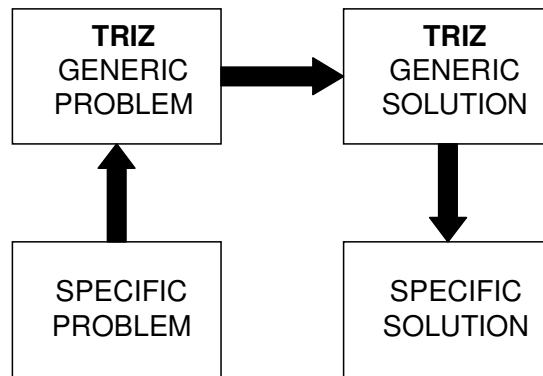 TRIZ
GENERIC
PROBLEM
TRIZ
GENERIC
SOLUTION
SPECIFIC
PROBLEM
SPECIFIC
SOLUTION